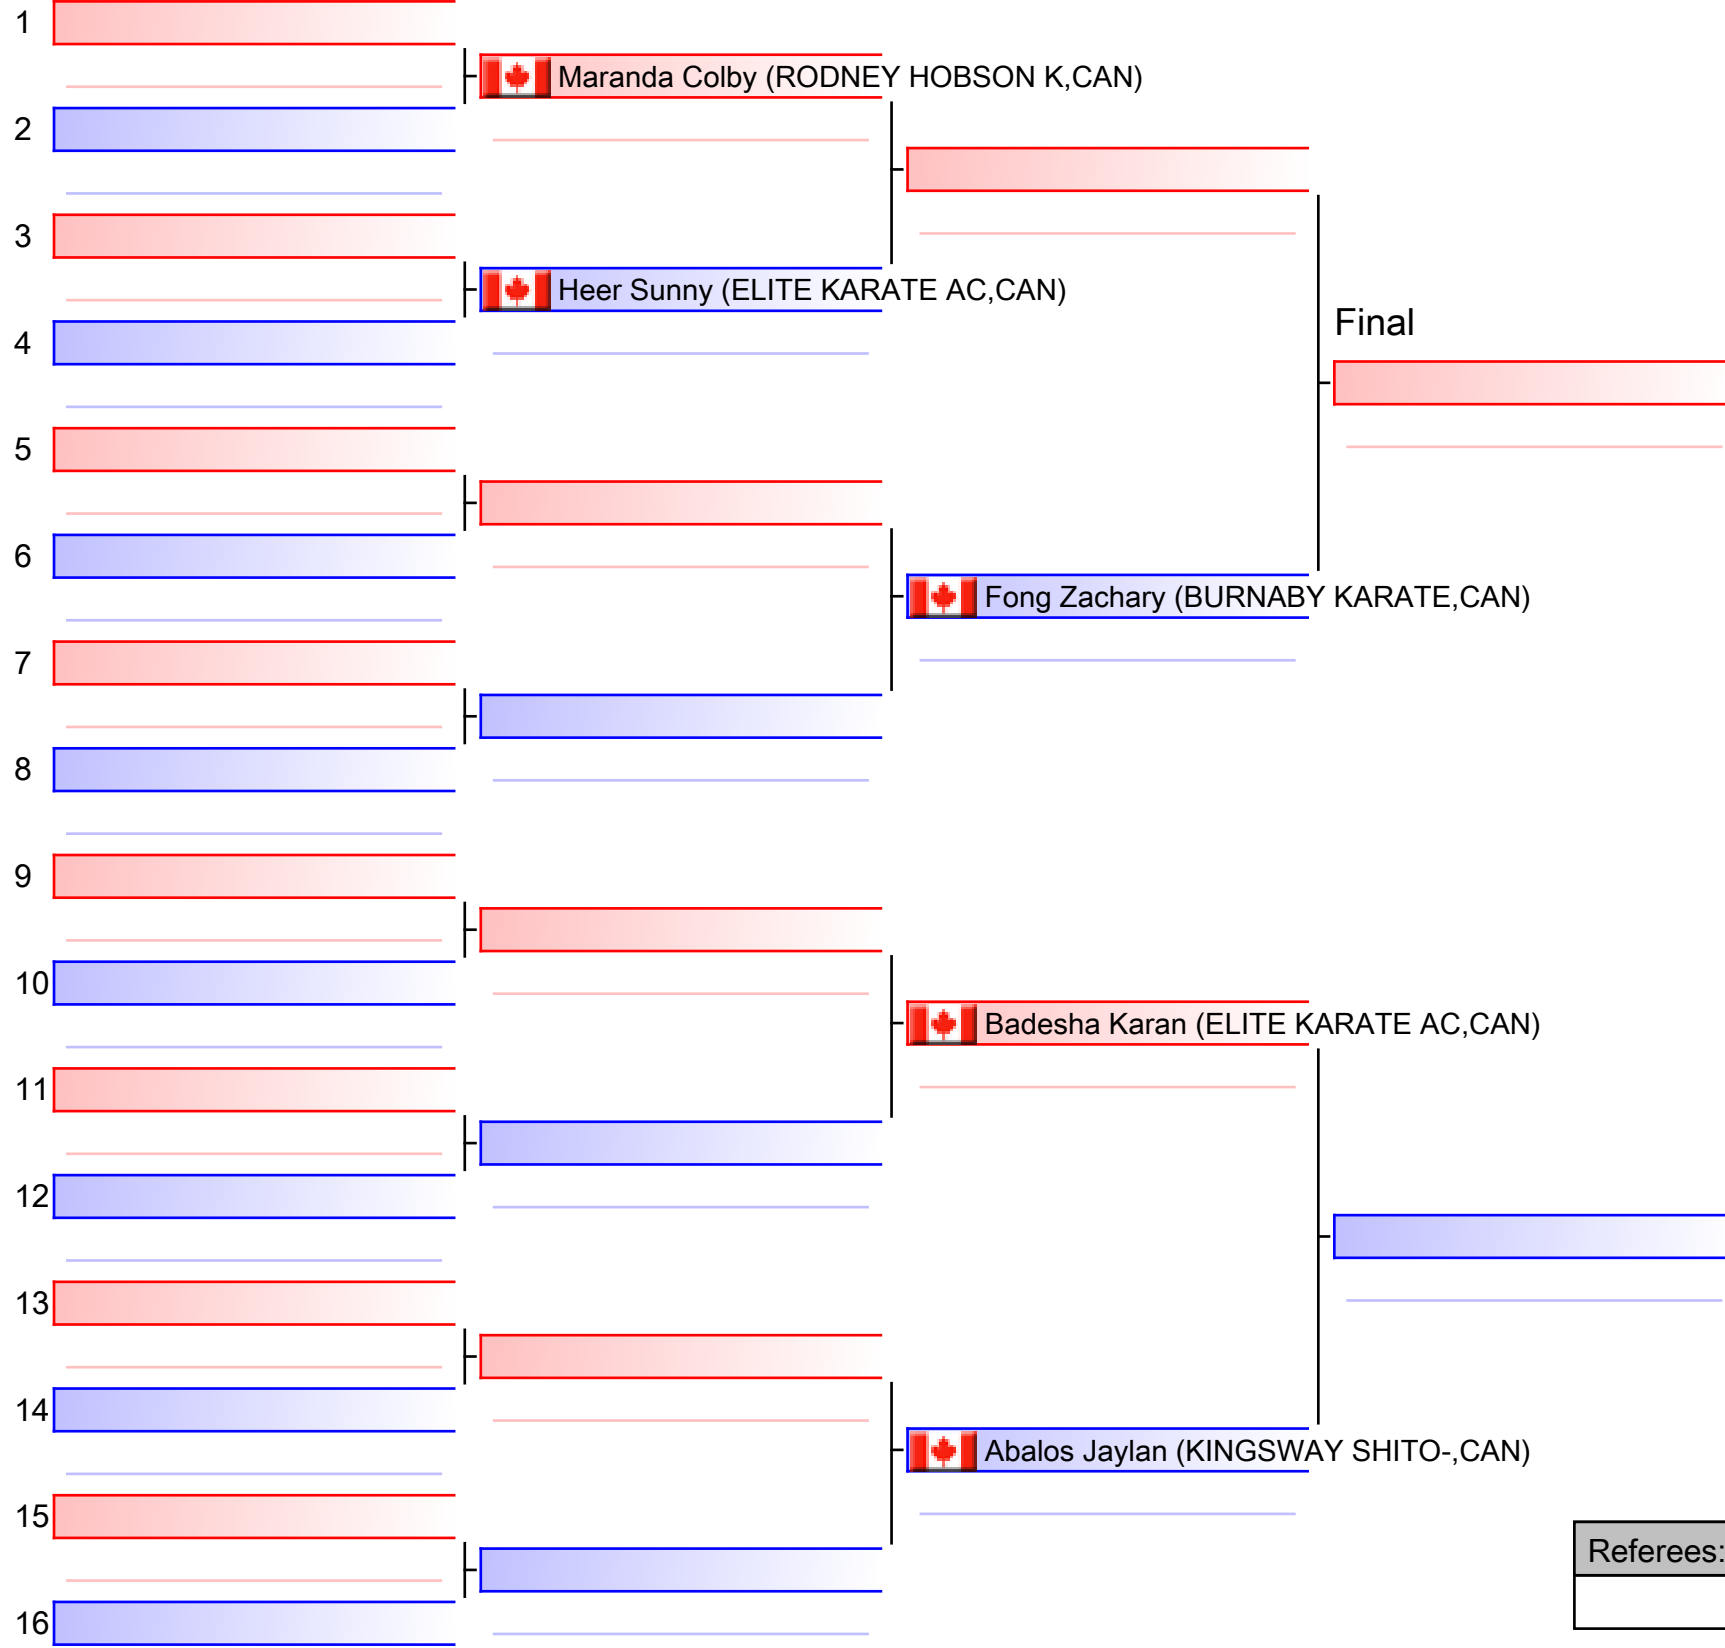 1
Maranda Colby (RODNEY HOBSON K,CAN)
2
3
Heer Sunny (ELITE KARATE AC,CAN)
4
Final
5
6
Fong Zachary (BURNABY KARATE,CAN)
7
8
9
10
Badesha Karan (ELITE KARATE AC,CAN)
11
12
13
14
Abalos Jaylan (KINGSWAY SHITO-,CAN)
15
Referees:
16